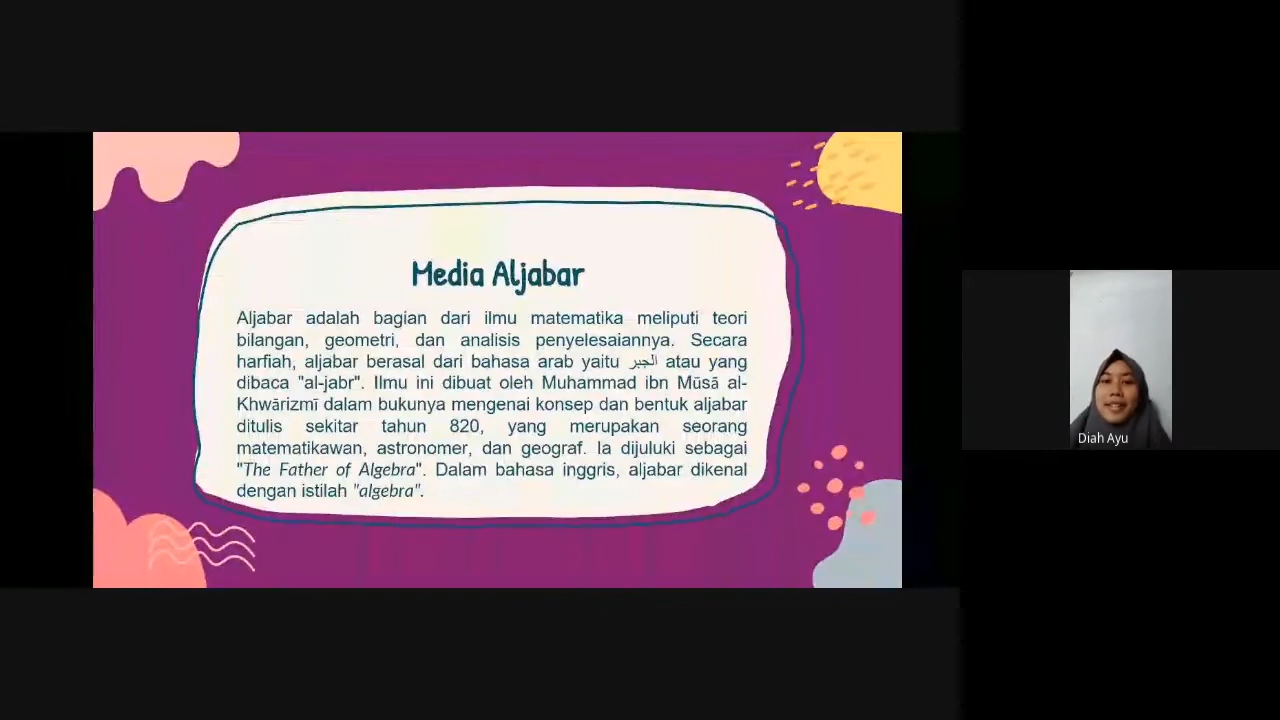 Media Aljabar
Aljabar adalah bagian dari ilmu matematika meliputi teori
bilangan, geometri, dan analisis penyelesaiannya. Secara
harfiah, aljabar berasal dari bahasa arab yaitu الجبر atau yang
dibaca "al-jabr". Ilmu ini dibuat oleh Muhammad ibn Mūsā al-
Khwārizmī dalam bukunya mengenai konsep dan bentuk aljabar
ditulis sekitar tahun 820, yang merupakan seorang
matematikawan, astronomer, dan geograf. Ia dijuluki sebagai
"The Father of Algebra". Dalam bahasa inggris, aljabar dikenal
dengan istilah "algebra".
Diah Ayu